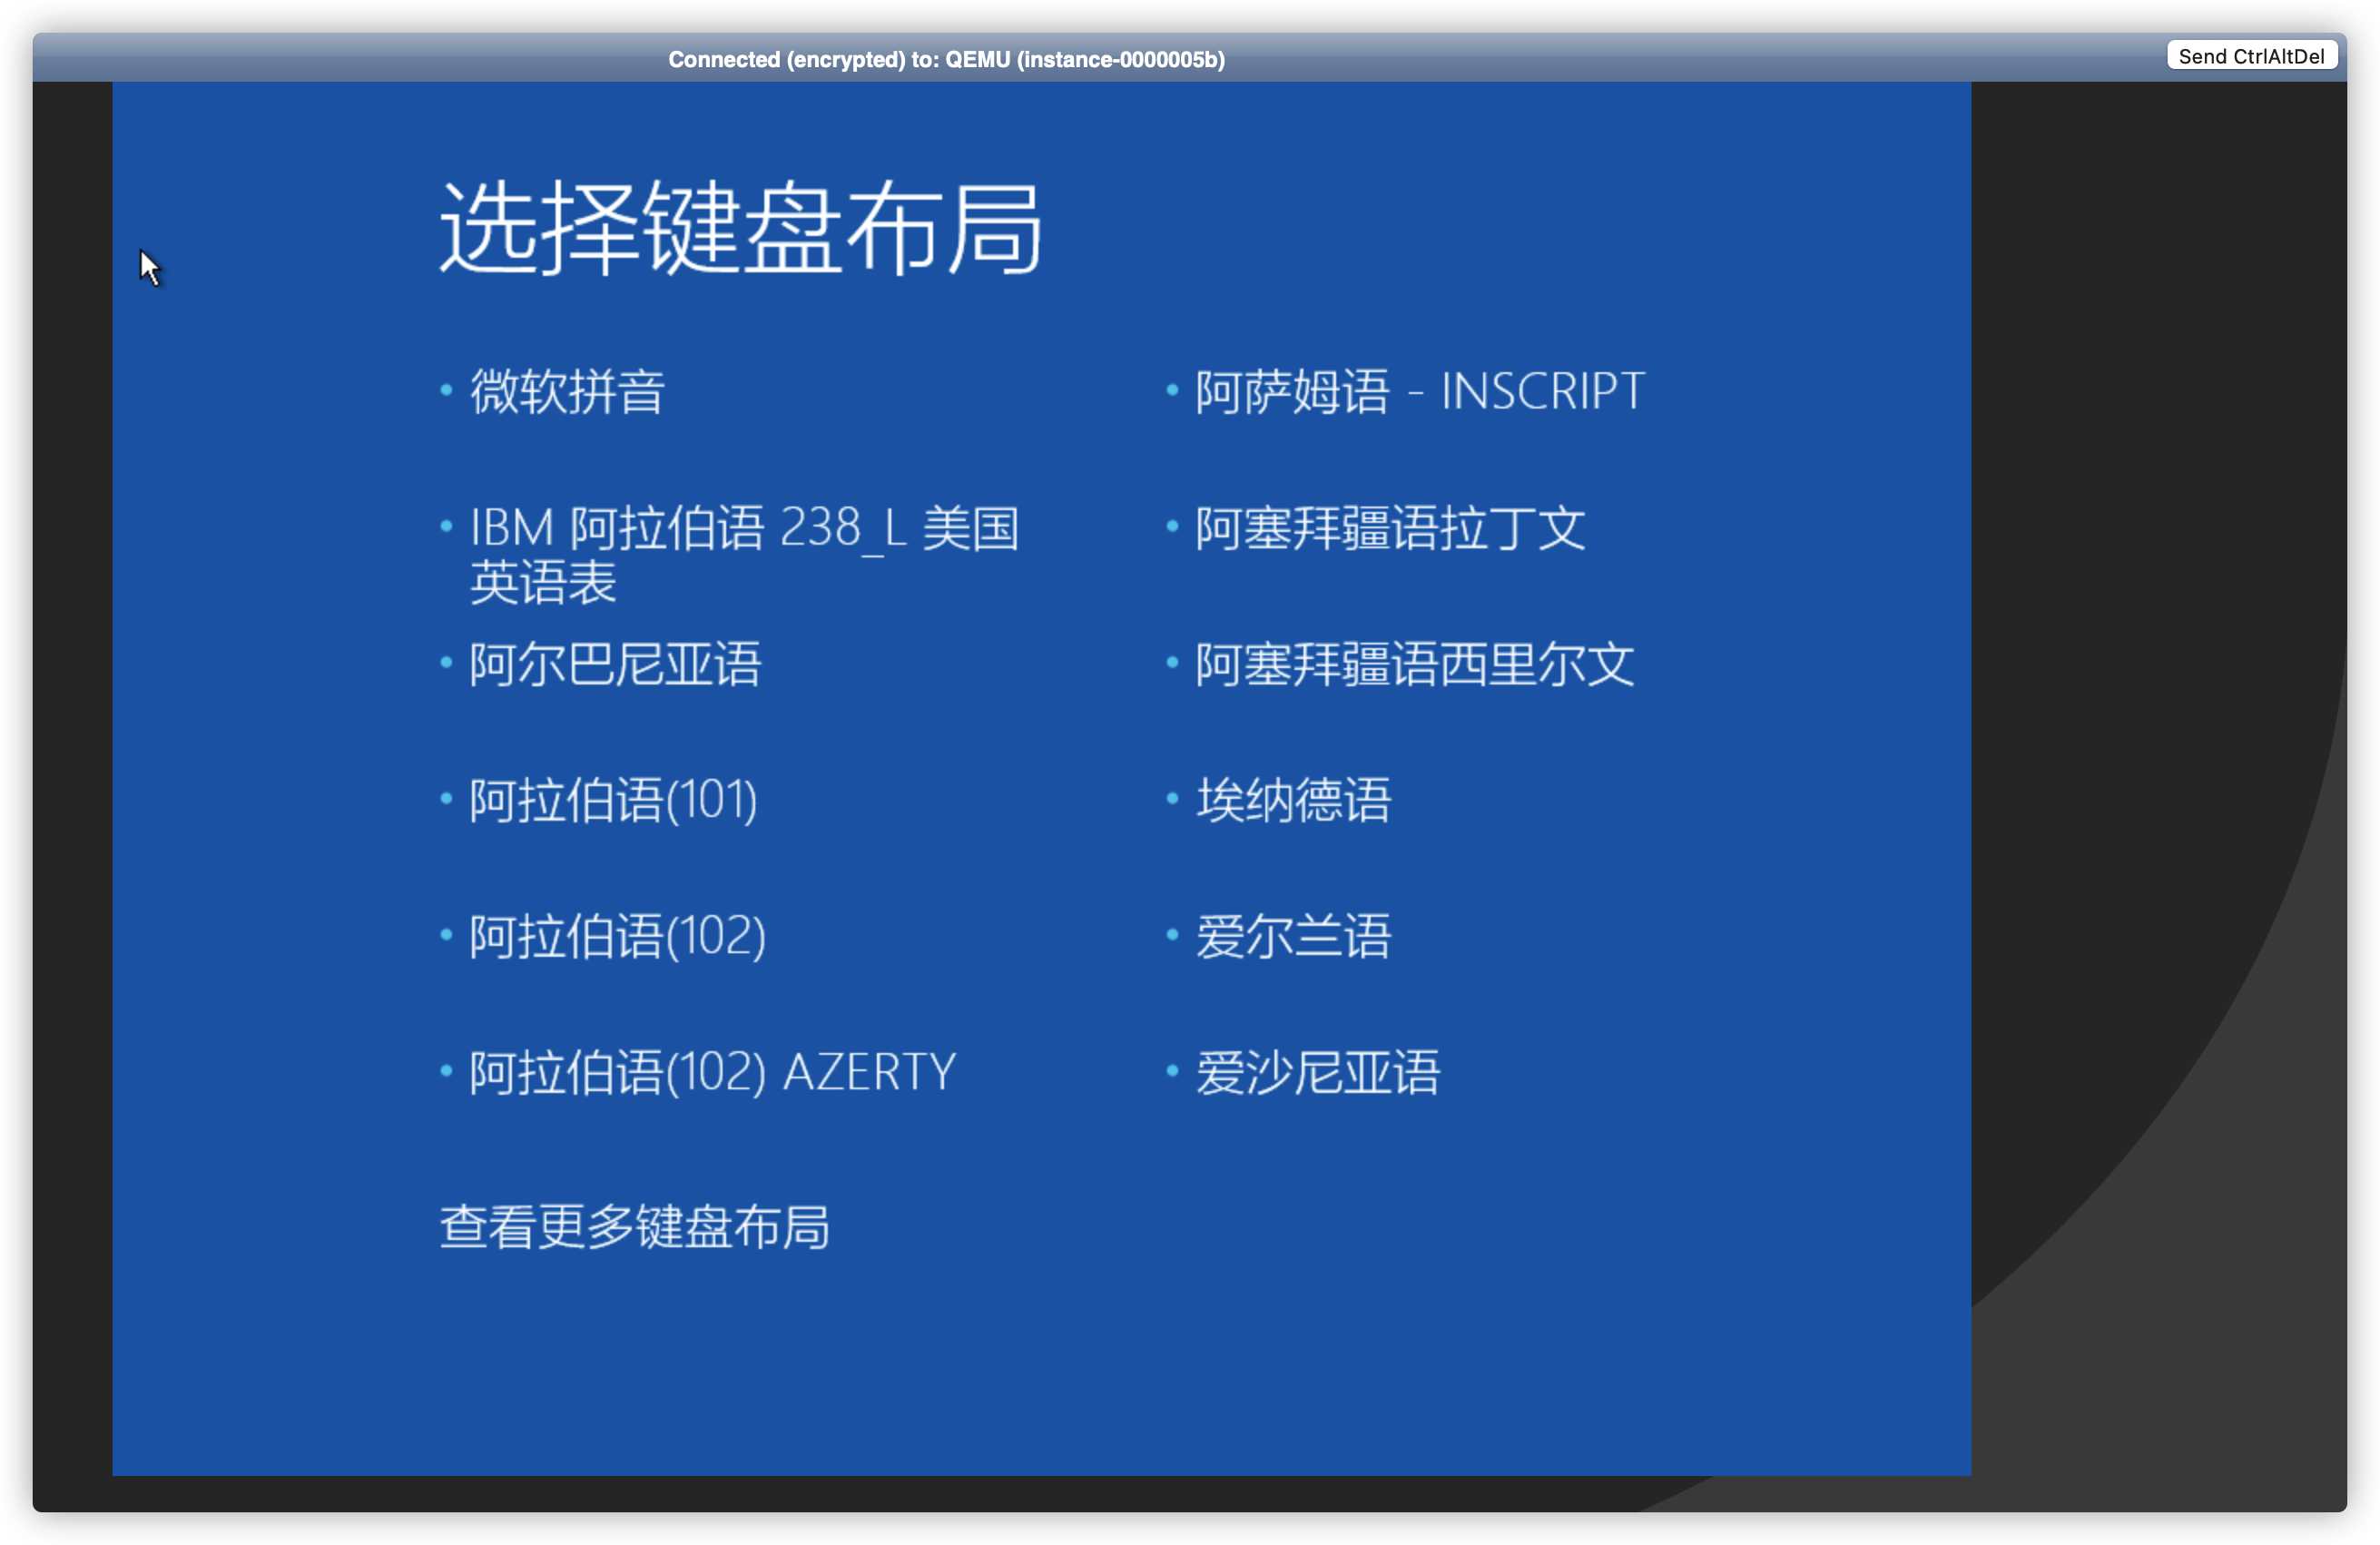 Connected (encrypted) to: QEMU (instance-0000005b)
Send CtrlAltDel
选择键盘布局
微软拼音
IBM 阿拉伯语 238_L 美国
英语表
阿尔巴尼亚语
阿拉伯语(101)
阿拉伯语(102)
阿拉伯语(102) AZERTY
阿萨姆语 - INSCRIPT
阿塞拜疆语拉丁文
阿塞拜疆语西里尔文
埃纳德语
爱尔兰语
爱沙尼亚语
查看更多键盘布局